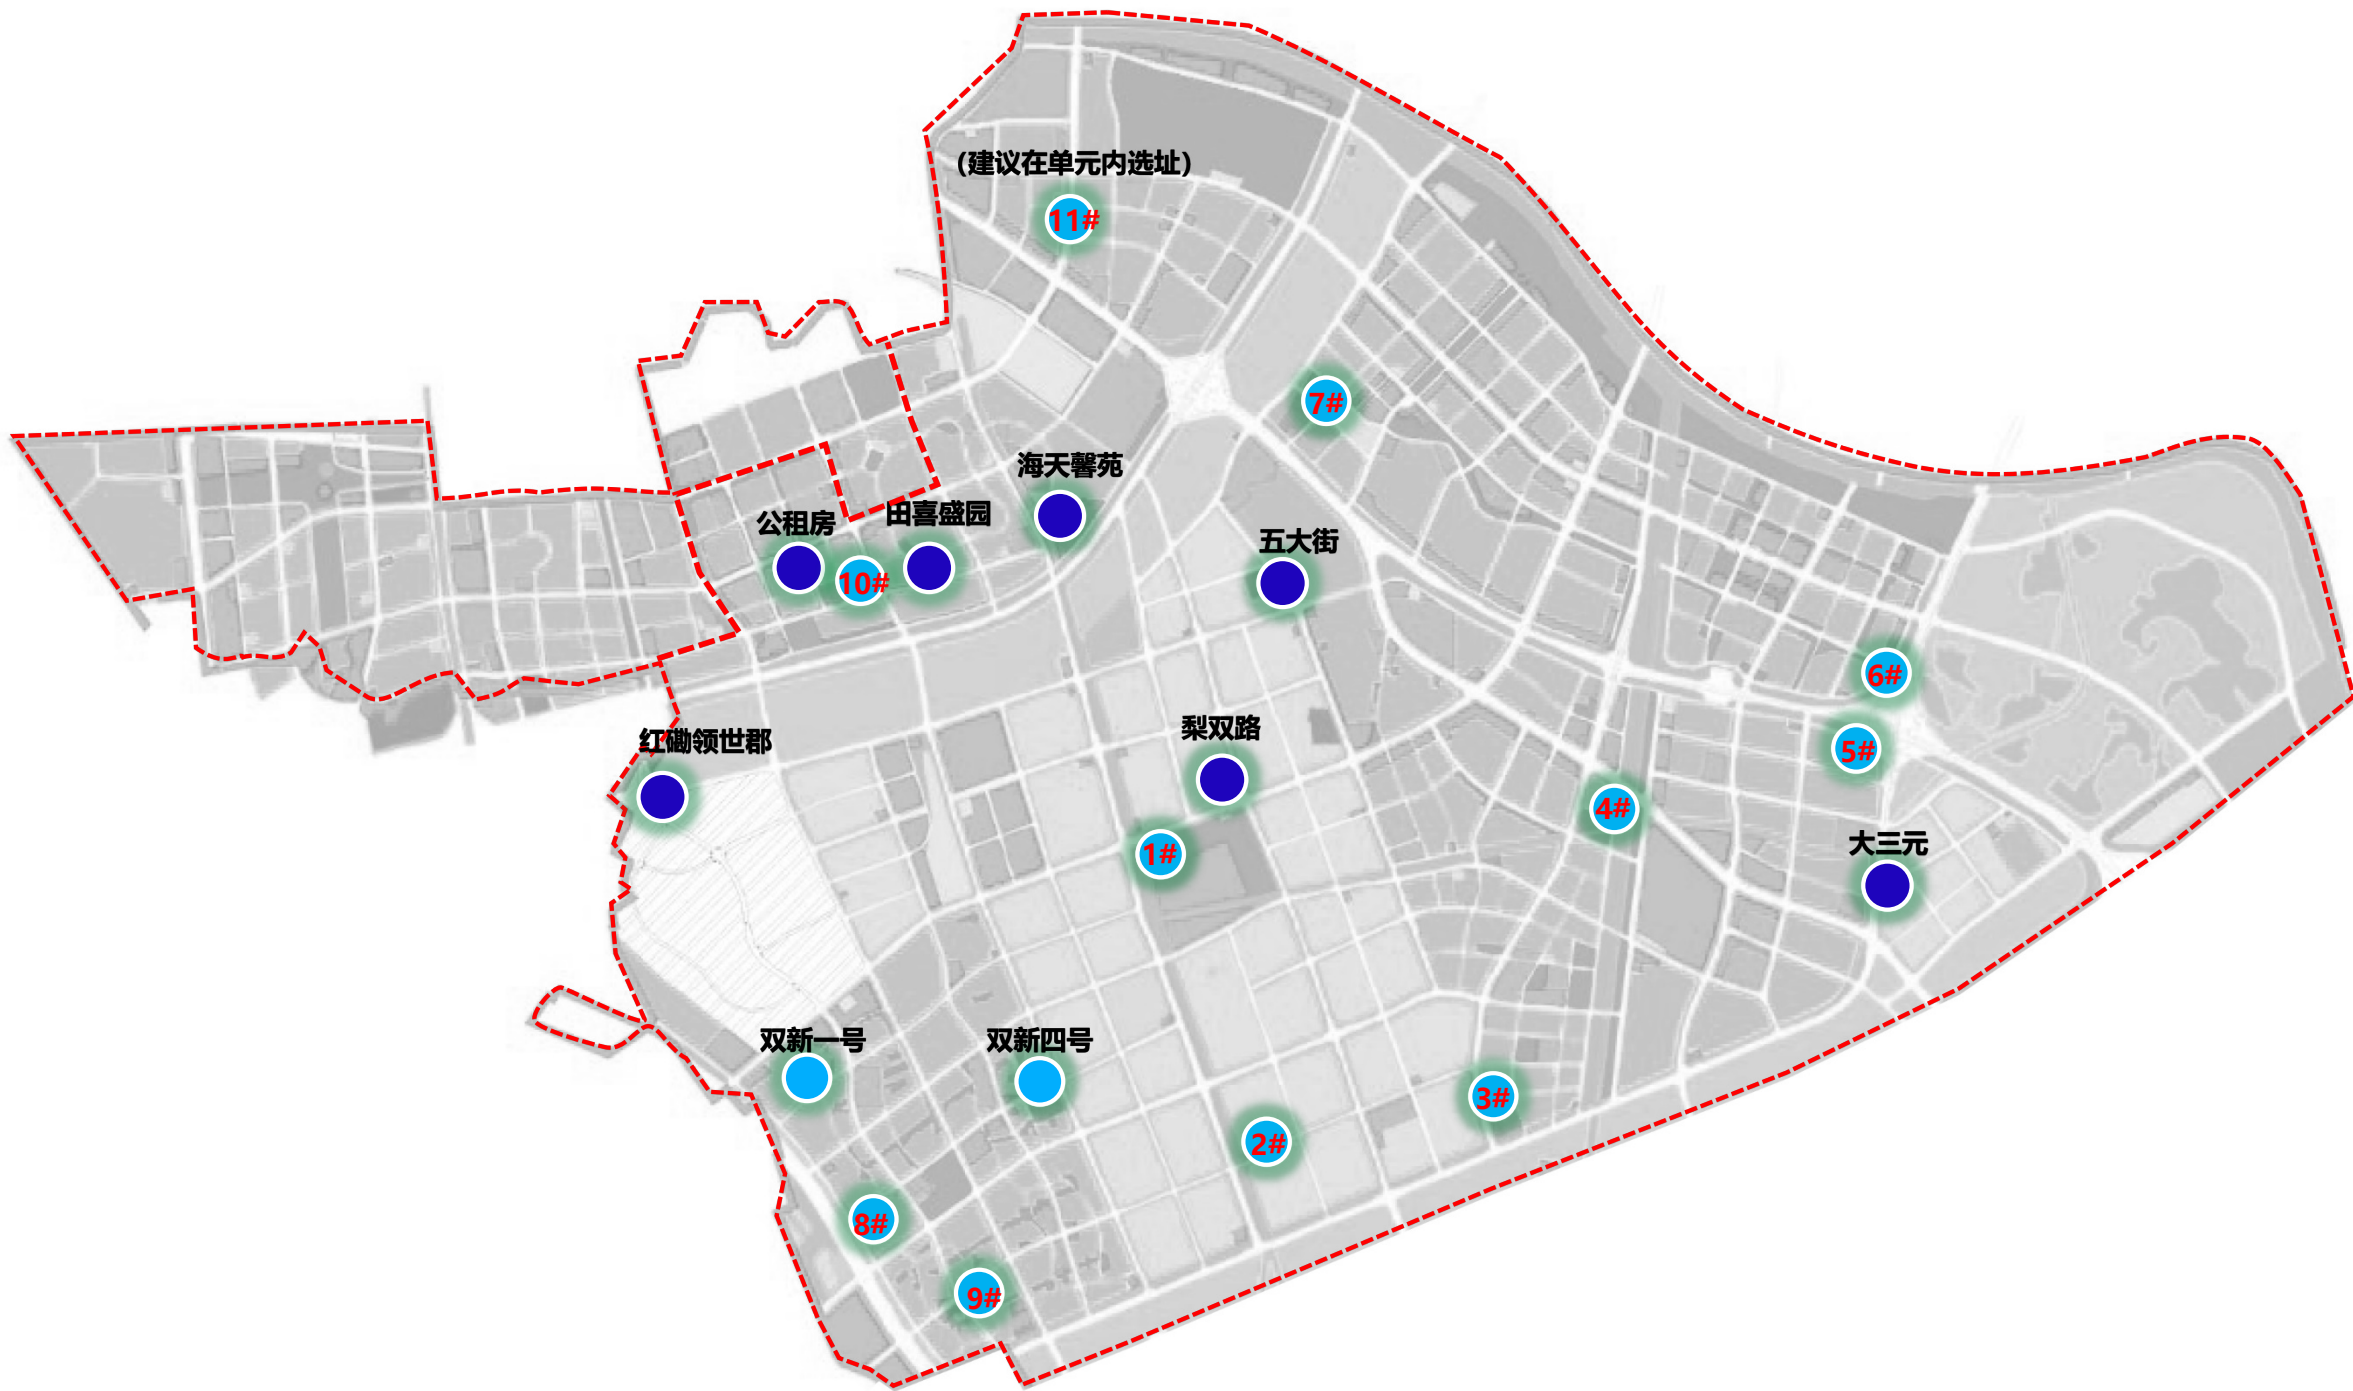 (建议在单元内选址)
11#
7#
海天馨苑
公租房
田喜盛园
10#
五大街
6#
红磡领世郡
梨双路
5#
4#
1#
大三元
双新一号
双新四号
3#
2#
8#
9#